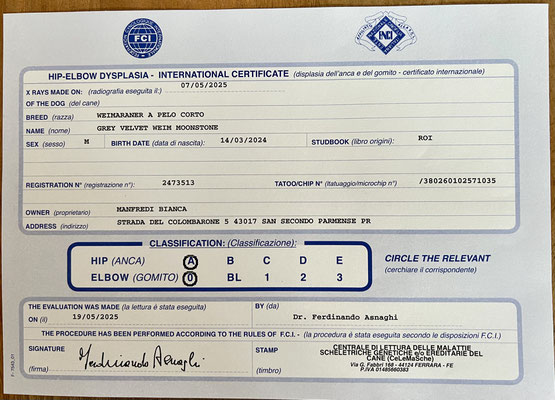 FCI
ENCI
HIP-ELBOW DYSPLASIA - INTERNATIONAL CERTIFICATE (displasia dell'anca e del gomito - certificato internazionale)
X RAYS MADE ON: (radiografia eseguita il:) 07/05/2025
OF THE DOG (del cane)
BREED (razza) WEIMARANER A PELO CORTO
NAME (nome) GREY VELVET WEIM MOONSTONE
SEX (sesso) M BIRTH DATE (data di nascita): 14/03/2024 STUDBOOK (libro origini): ROI
REGISTRATION N° (registrazione n°): 2473513 TATOO/CHIP N° (tatuaggio/microchip n°) /380260102571035
OWNER (proprietario) MANFREDI BIANCA
ADDRESS (indirizzo) STRADA DEL COLOMBARONE 5 43017 SAN SECONDO PARMENSE PR
CLASSIFICATION: (Classificazione):
HIP (ANCA) A B C D E
ELBOW (GOMITO) 0 BL 1 2 3
CIRCLE THE RELEVANT
(cerchiare il corrispondente)
THE EVALUATION WAS MADE (la lettura é stata eseguita) BY (da)
ON (il) 19/05/2025 Dr. Ferdinando Asnaghi
THE PROCEDURE HAS BEEN PERFORMED ACCORDING TO THE RULES OF F.C.I. - (la procedura é stata eseguita secondo le disposizioni F.C.I.)
SIGNATURE
(firma)
Ferdinando Asnaghi
STAMP
(timbro)
CENTRALE DI LETTURA DELLE MALATTIE
SCHELETRICHE GENETICHE e/o EREDITARIE DEL
CANE (CeLeMaSche)
Via G. Fabbri 168 - 44124 FERRARA - FE
P.IVA 01485660383